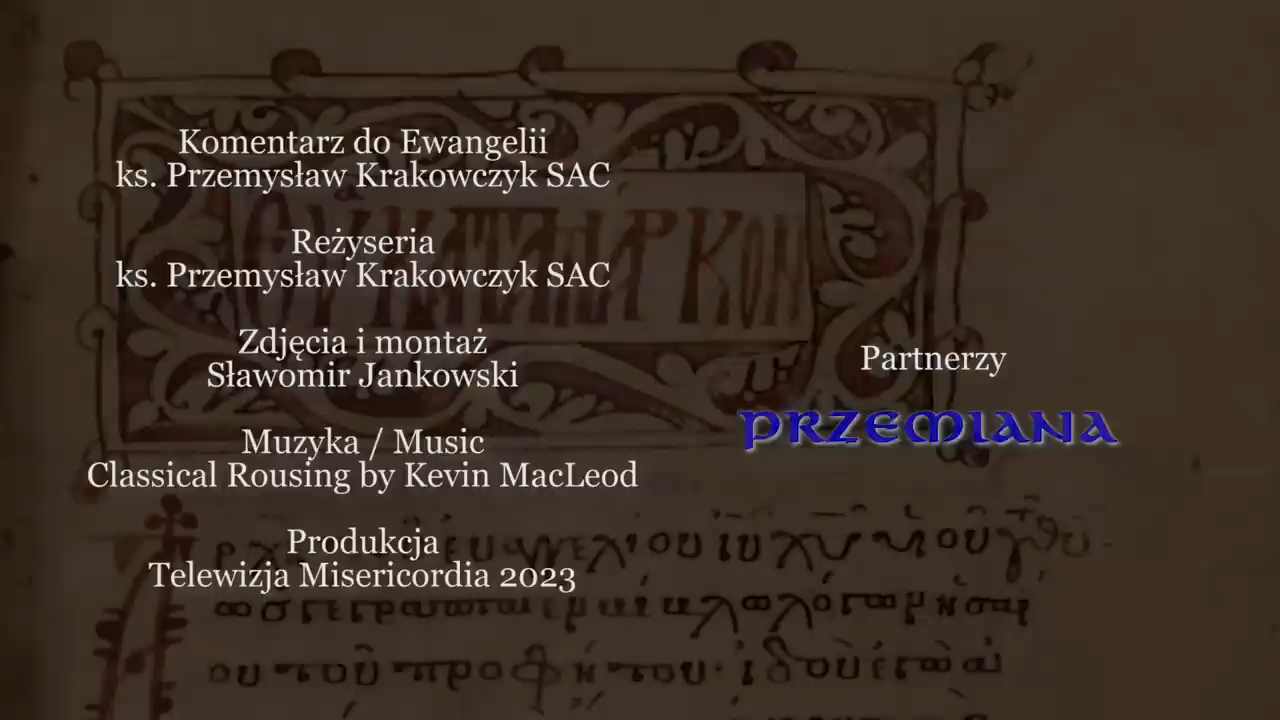 Komentarz do Ewangelii
ks. Przemysław Krakowczyk SAC
Reżyseria
ks. Przemysław Krakowczyk SAC
Zdjęcia i montaż
Sławomir Jankowski
Muzyka / Music
Classical Rousing by Kevin MacLeod
Produkcja
Telewizja Misericordia 2023
Partnerzy
PRZEMIANA